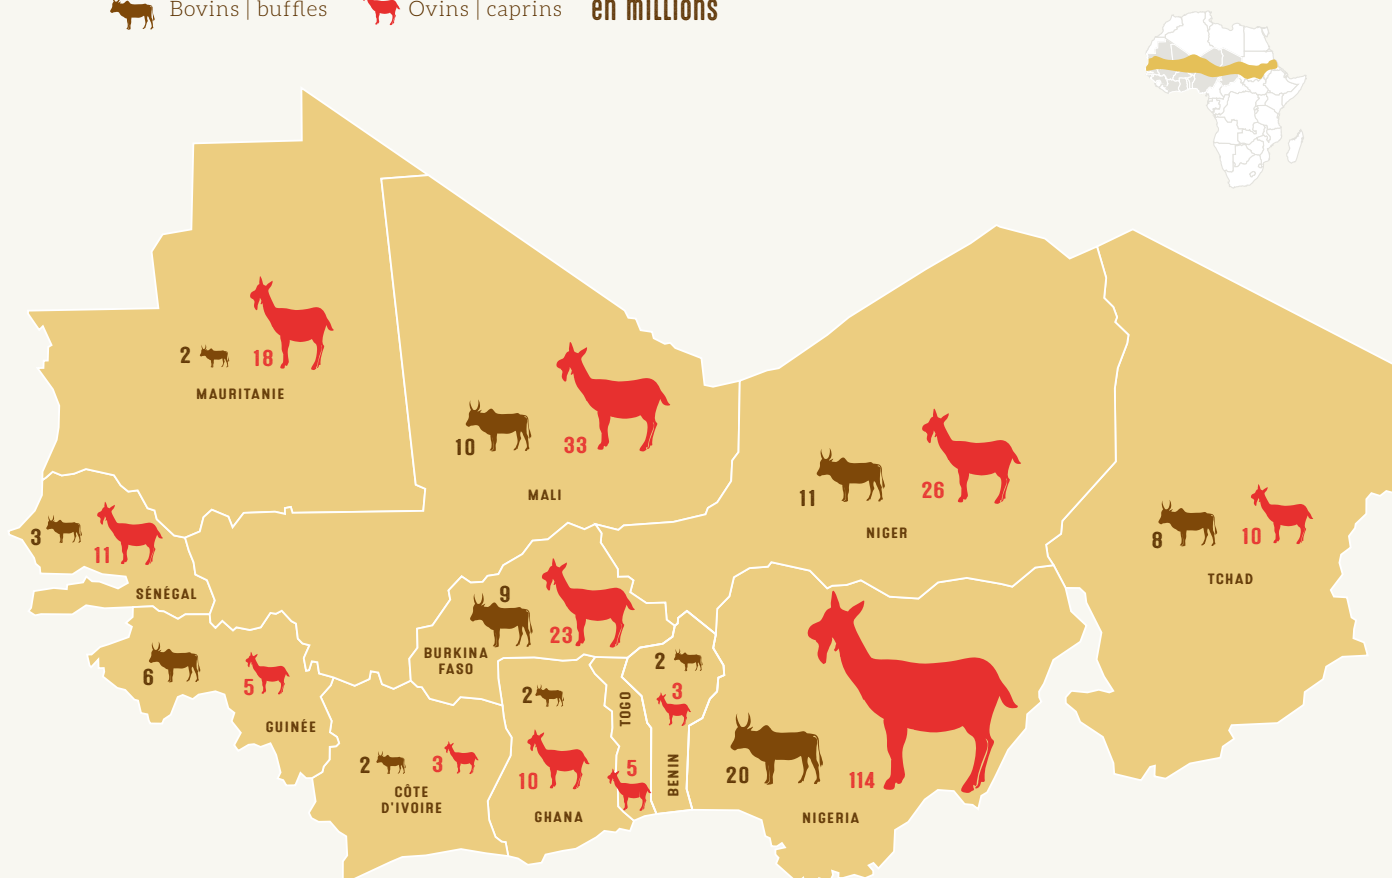 Bovins | buffles
Ovins | caprins
en millions
2
18
MAURITANIE
10
33
MALI
11
26
NIGER
8
10
TCHAD
3
11
SÉNÉGAL
9
23
BURKINA
FASO
6
5
GUINÉE
2
3
CÔTE
D'IVOIRE
2
10
GHANA
TOGO
5
2
3
BENIN
20
114
NIGERIA